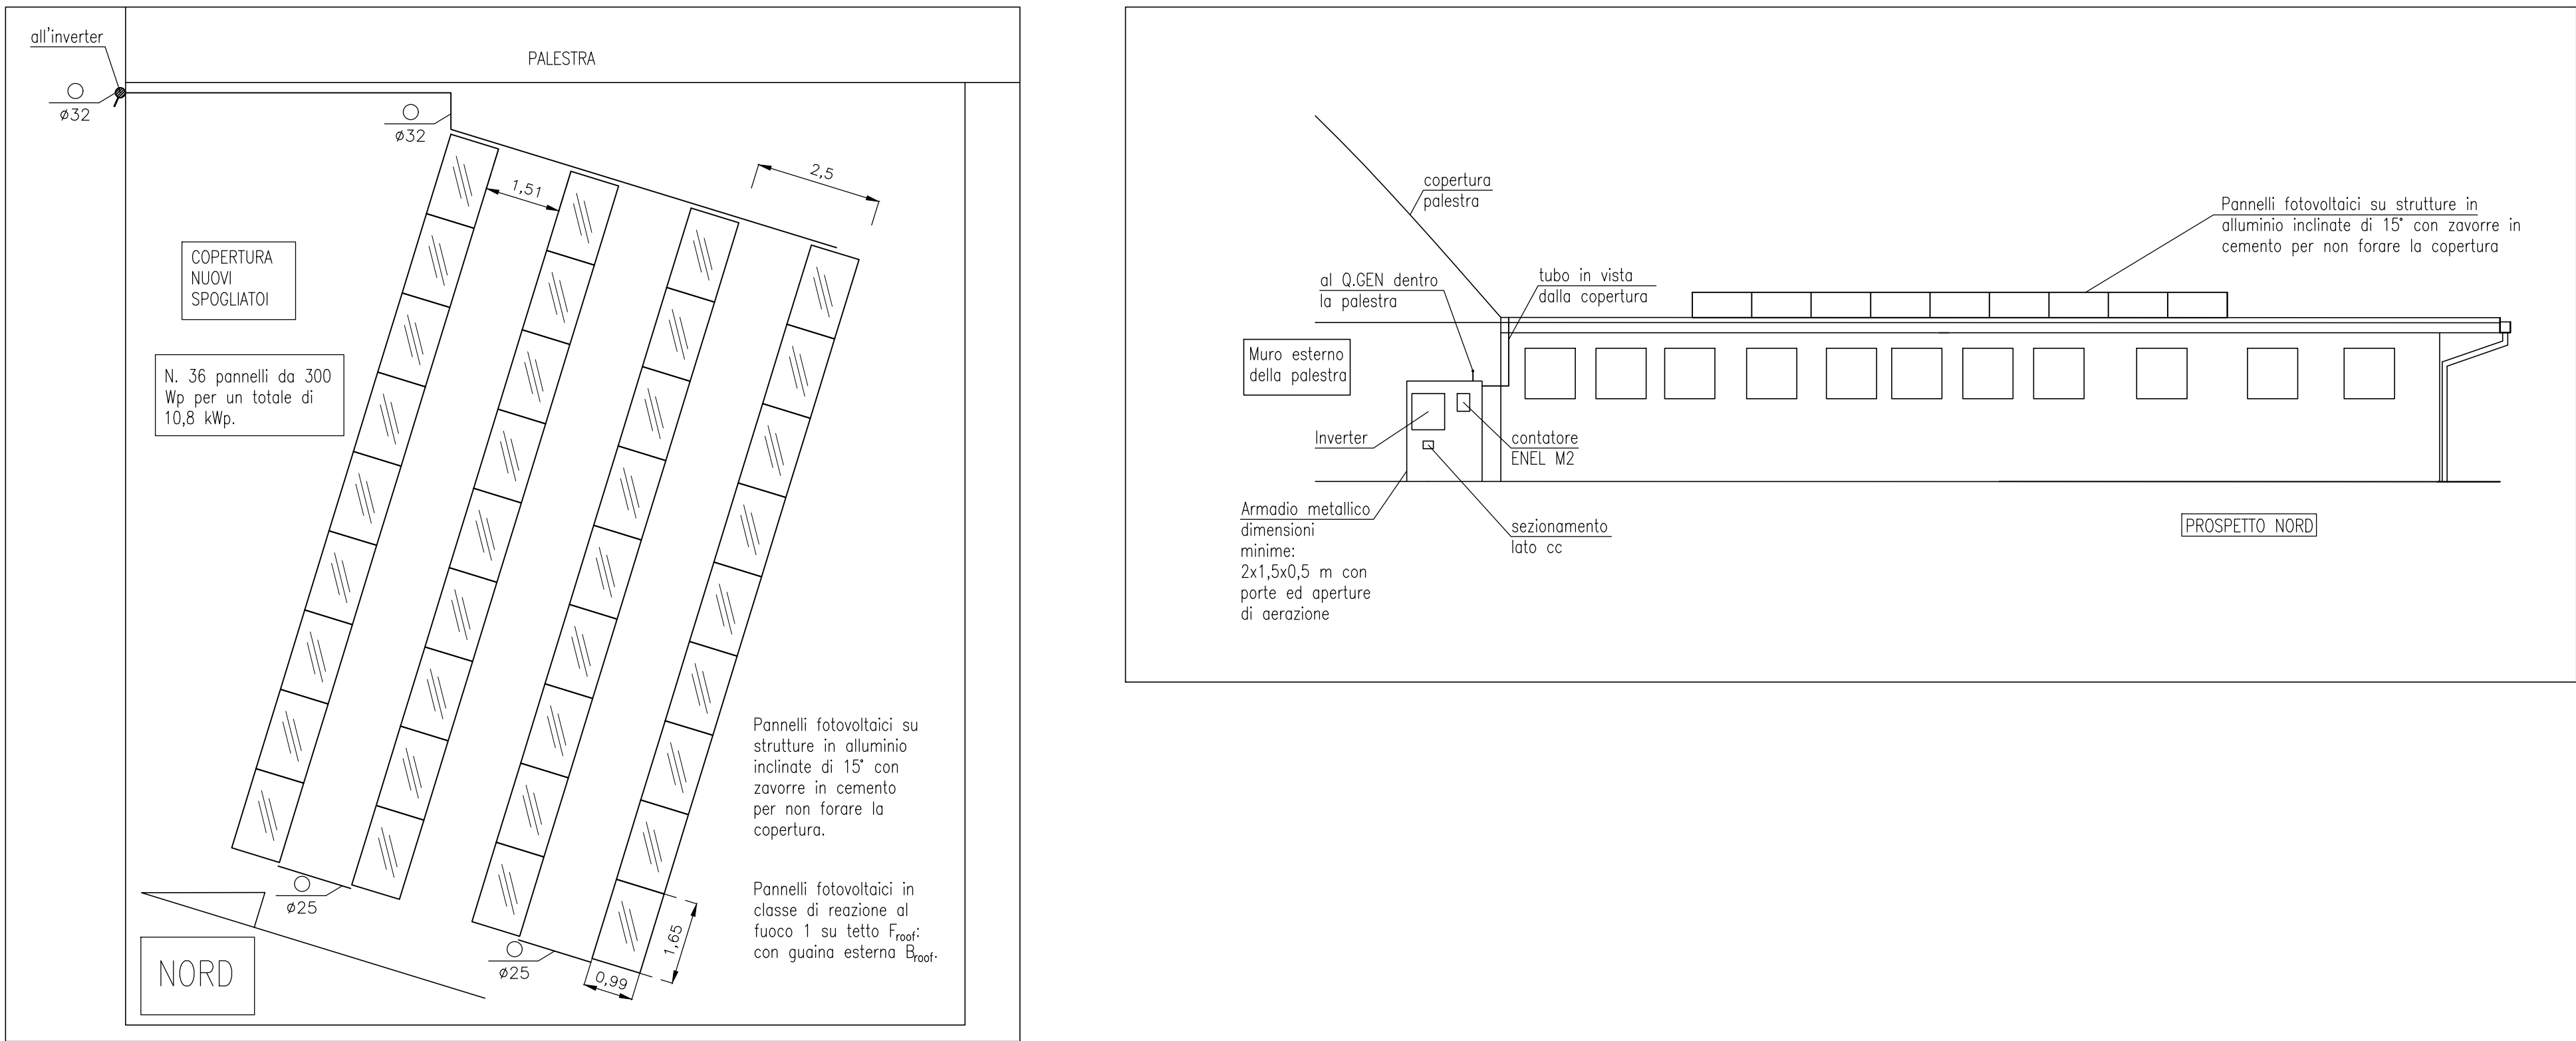 all'inverter
PALESTRA
ø32
ø32
2,5
1,51
COPERTURA
NUOVI
SPOGLIATOI
N. 36 pannelli da 300
Wp per un totale di
10,8 kWp.
Pannelli fotovoltaici su
strutture in alluminio
inclinate di 15° con
zavorre in cemento
per non forare la
copertura.
Pannelli fotovoltaici in
classe di reazione al
fuoco 1 su tetto Froof:
con guaina esterna Broof.
ø25
ø25
1,65
0,99
NORD
copertura
palestra
Pannelli fotovoltaici su strutture in
alluminio inclinate di 15° con zavorre in
cemento per non forare la copertura
al Q.GEN dentro
la palestra
tubo in vista
dalla copertura
Muro esterno
della palestra
Inverter
contatore
ENEL M2
Armadio metallico
dimensioni
minime:
2x1,5x0,5 m con
porte ed aperture
di aerazione
sezionamento
lato cc
PROSPETTO NORD